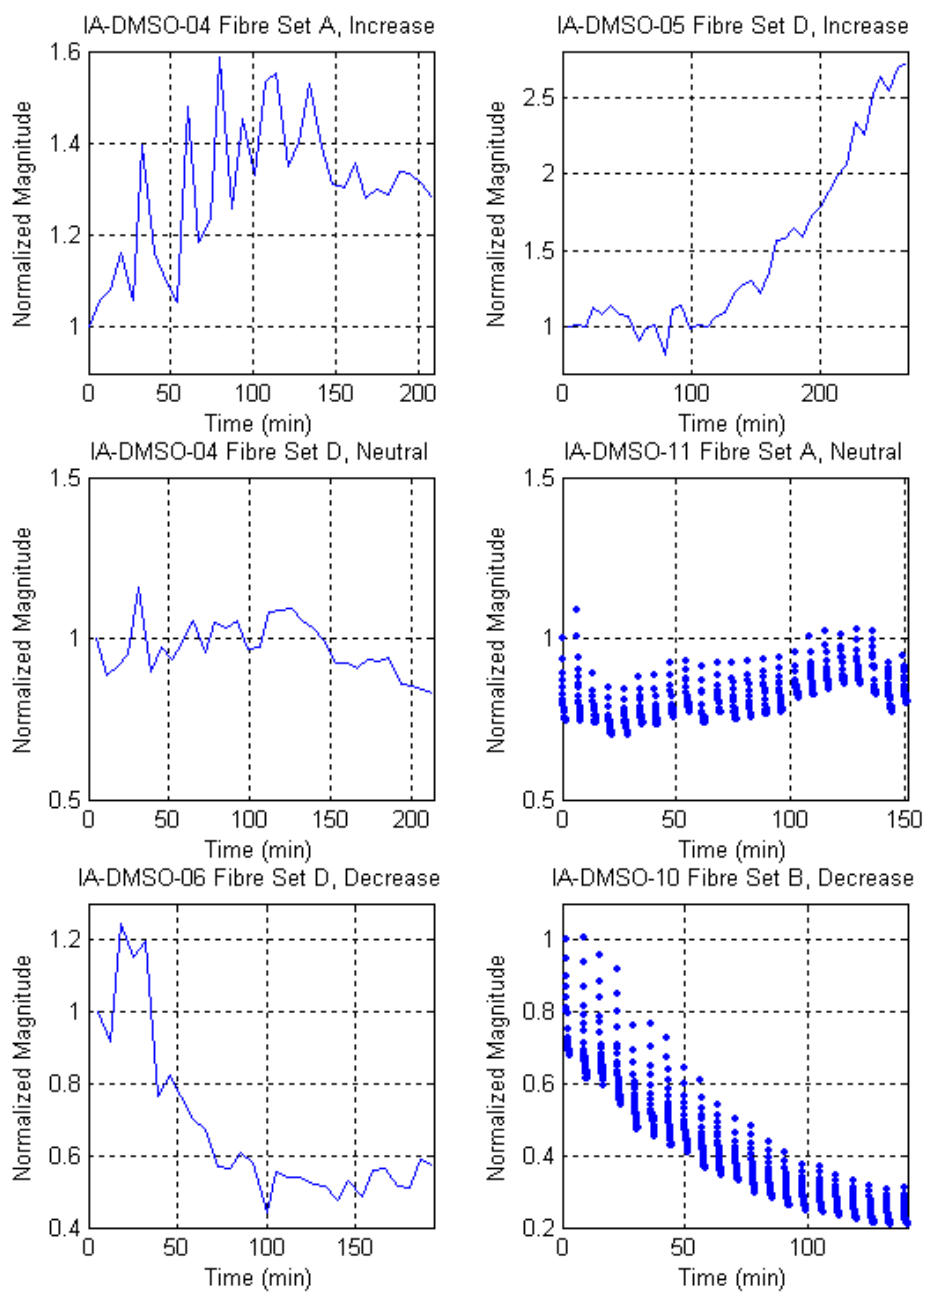 IA-DMSO-04 Fibre Set A, Increase
Normalized Magnitude
1.6
1.4
1.2
1
0 50 100 150 200
Time (min)
IA-DMSO-05 Fibre Set D, Increase
Normalized Magnitude
2.5
2
1.5
1
0 100 200
Time (min)
IA-DMSO-04 Fibre Set D, Neutral
Normalized Magnitude
1.5
1
0.5
0 50 100 150 200
Time (min)
IA-DMSO-11 Fibre Set A, Neutral
Normalized Magnitude
1.5
1
0.5
0 50 100 150
Time (min)
IA-DMSO-06 Fibre Set D, Decrease
Normalized Magnitude
1.2
1
0.8
0.6
0.4
0 50 100 150
Time (min)
IA-DMSO-10 Fibre Set B, Decrease
Normalized Magnitude
1
0.8
0.6
0.4
0.2
0 50 100
Time (min)